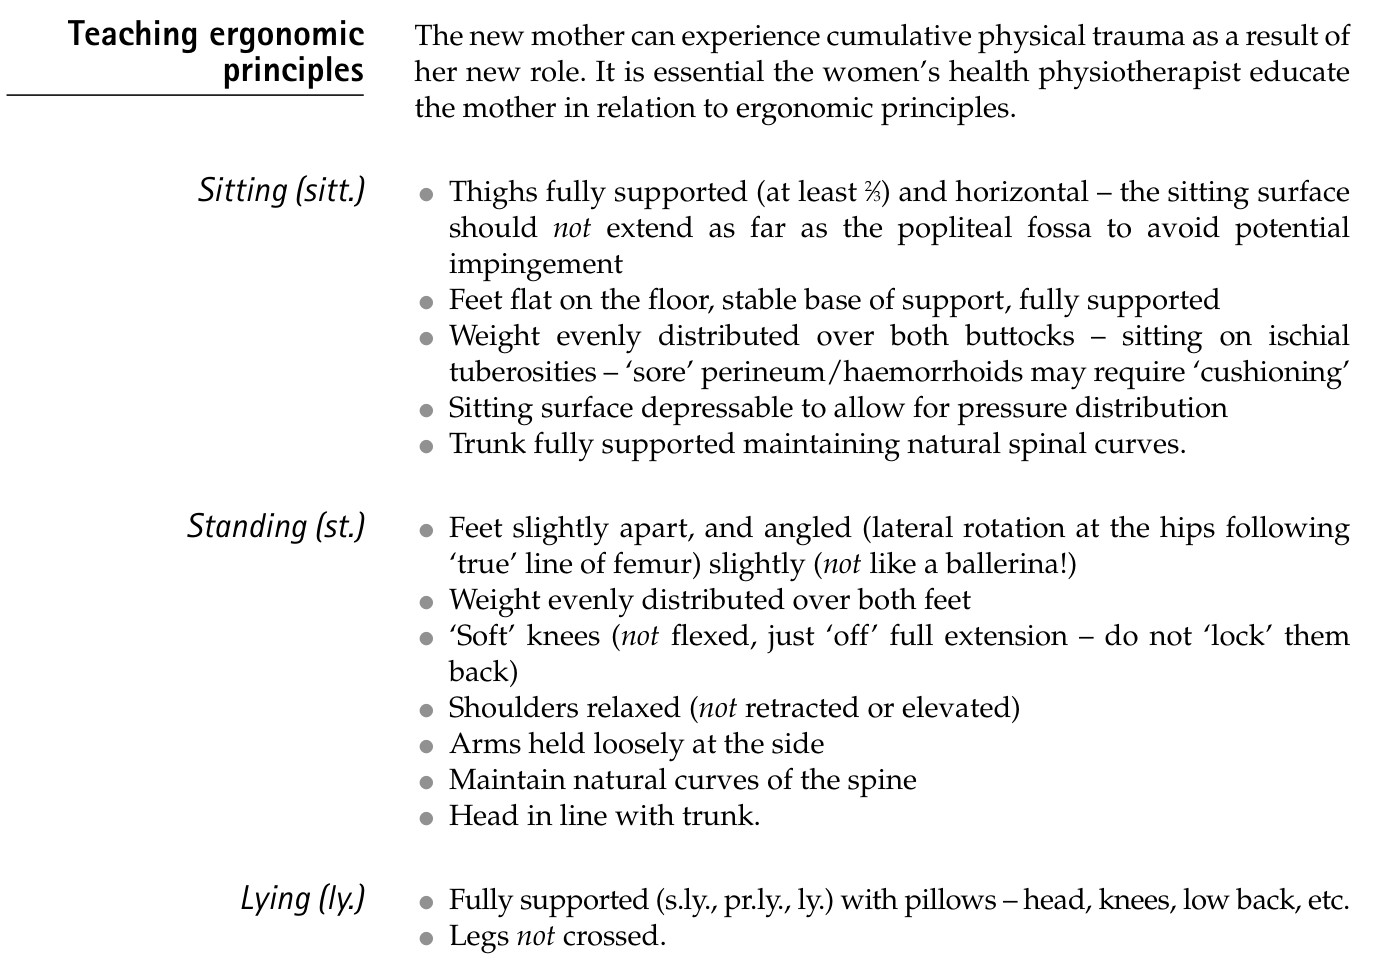 Teaching ergonomic
principles
The new mother can experience cumulative physical trauma as a result of
her new role. It is essential the women’s health physiotherapist educate
the mother in relation to ergonomic principles.
Sitting (sitt.)
● Thighs fully supported (at least ⅔) and horizontal – the sitting surface
should not extend as far as the popliteal fossa to avoid potential
impingement
● Feet flat on the floor, stable base of support, fully supported
● Weight evenly distributed over both buttocks – sitting on ischial
tuberosities – ‘sore’ perineum/haemorrhoids may require ‘cushioning’
● Sitting surface depressable to allow for pressure distribution
● Trunk fully supported maintaining natural spinal curves.
Standing (st.)
● Feet slightly apart, and angled (lateral rotation at the hips following
‘true’ line of femur) slightly (not like a ballerina!)
● Weight evenly distributed over both feet
● ‘Soft’ knees (not flexed, just ‘off’ full extension – do not ‘lock’ them
back)
● Shoulders relaxed (not retracted or elevated)
● Arms held loosely at the side
● Maintain natural curves of the spine
● Head in line with trunk.
Lying (ly.)
● Fully supported (s.ly., pr.ly., ly.) with pillows – head, knees, low back, etc.
● Legs not crossed.